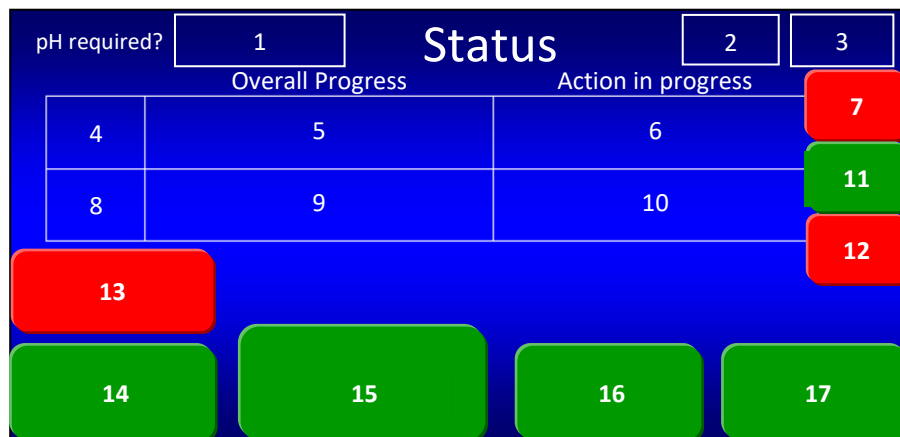 pH required? 1 Status 2 3
Overall Progress Action in progress
7
4 5 6
11
8 9 10
12
13
14 15 16 17